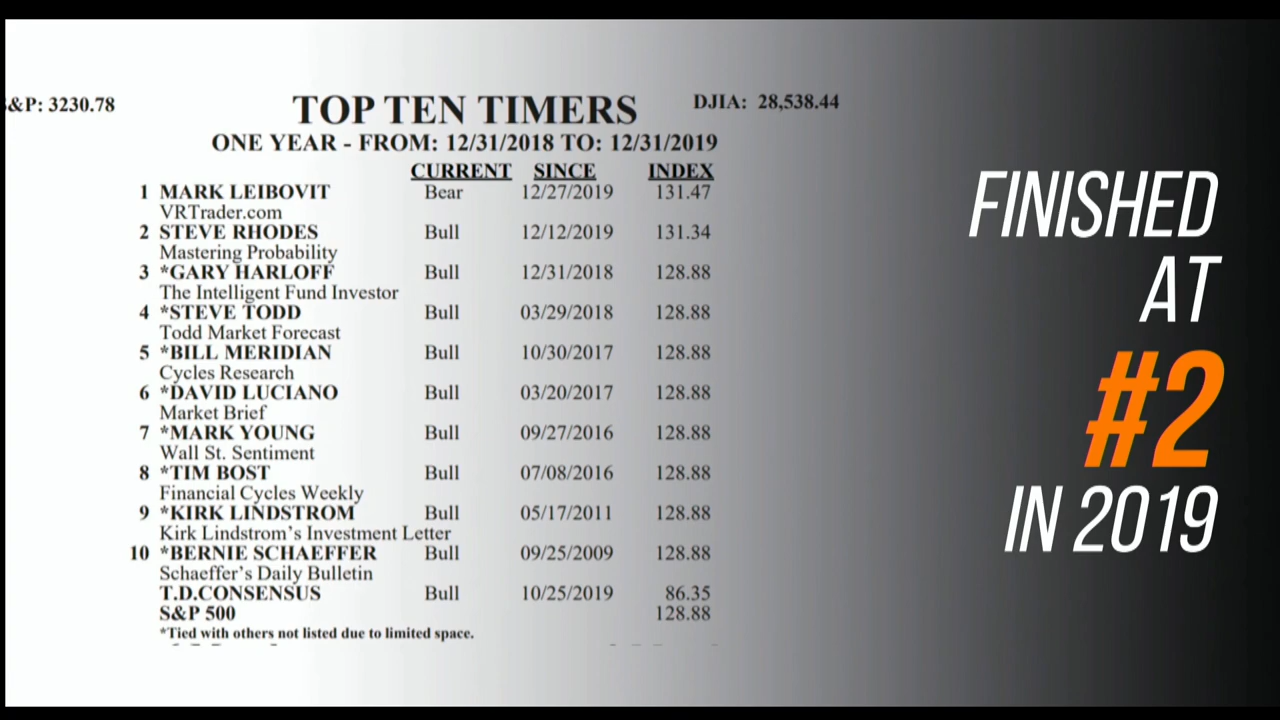 &P: 3230.78
TOP TEN TIMERS
DJIA: 28,538.44
ONE YEAR - FROM: 12/31/2018 TO: 12/31/2019
CURRENT SINCE INDEX
1 MARK LEIBOVIT Bear 12/27/2019 131.47
VRTrader.com
2 STEVE RHODES Bull 12/12/2019 131.34
Mastering Probability
3 *GARY HARLOFF Bull 12/31/2018 128.88
The Intelligent Fund Investor
4 *STEVE TODD Bull 03/29/2018 128.88
Todd Market Forecast
5 *BILL MERIDIAN Bull 10/30/2017 128.88
Cycles Research
6 *DAVID LUCIANO Bull 03/20/2017 128.88
Market Brief
7 *MARK YOUNG Bull 09/27/2016 128.88
Wall St. Sentiment
8 *TIM BOST Bull 07/08/2016 128.88
Financial Cycles Weekly
9 *KIRK LINDSTROM Bull 05/17/2011 128.88
Kirk Lindstrom's Investment Letter
10 *BERNIE SCHAEFFER Bull 09/25/2009 128.88
Schaeffer's Daily Bulletin
T.D.CONSENSUS Bull 10/25/2019 86.35
S&P 500 128.88
*Tied with others not listed due to limited space.
FINISHED
AT
#2
IN 2019